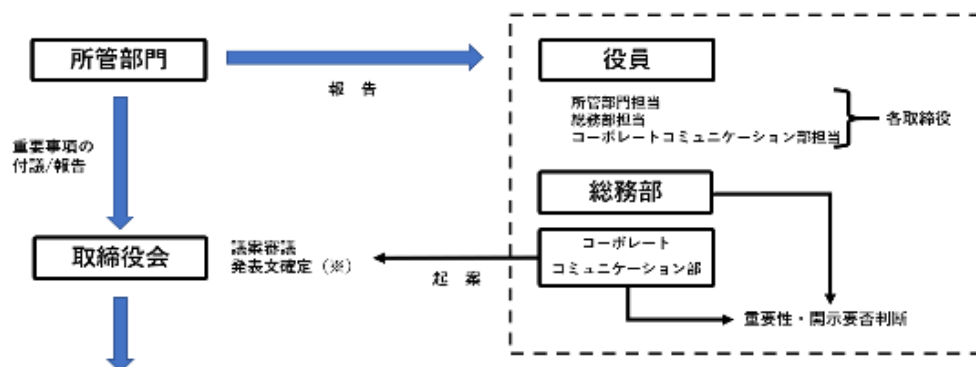 所管部門
報　告
役員
所管部門担当
総務部担当
コーポレートコミュニケーション部担当
各取締役
重要事項の
付議/報告
総務部
取締役会
議案審議
発表文確定（※）
起　案
コーポレート
コミュニケーション部
重要性・開示要否判断